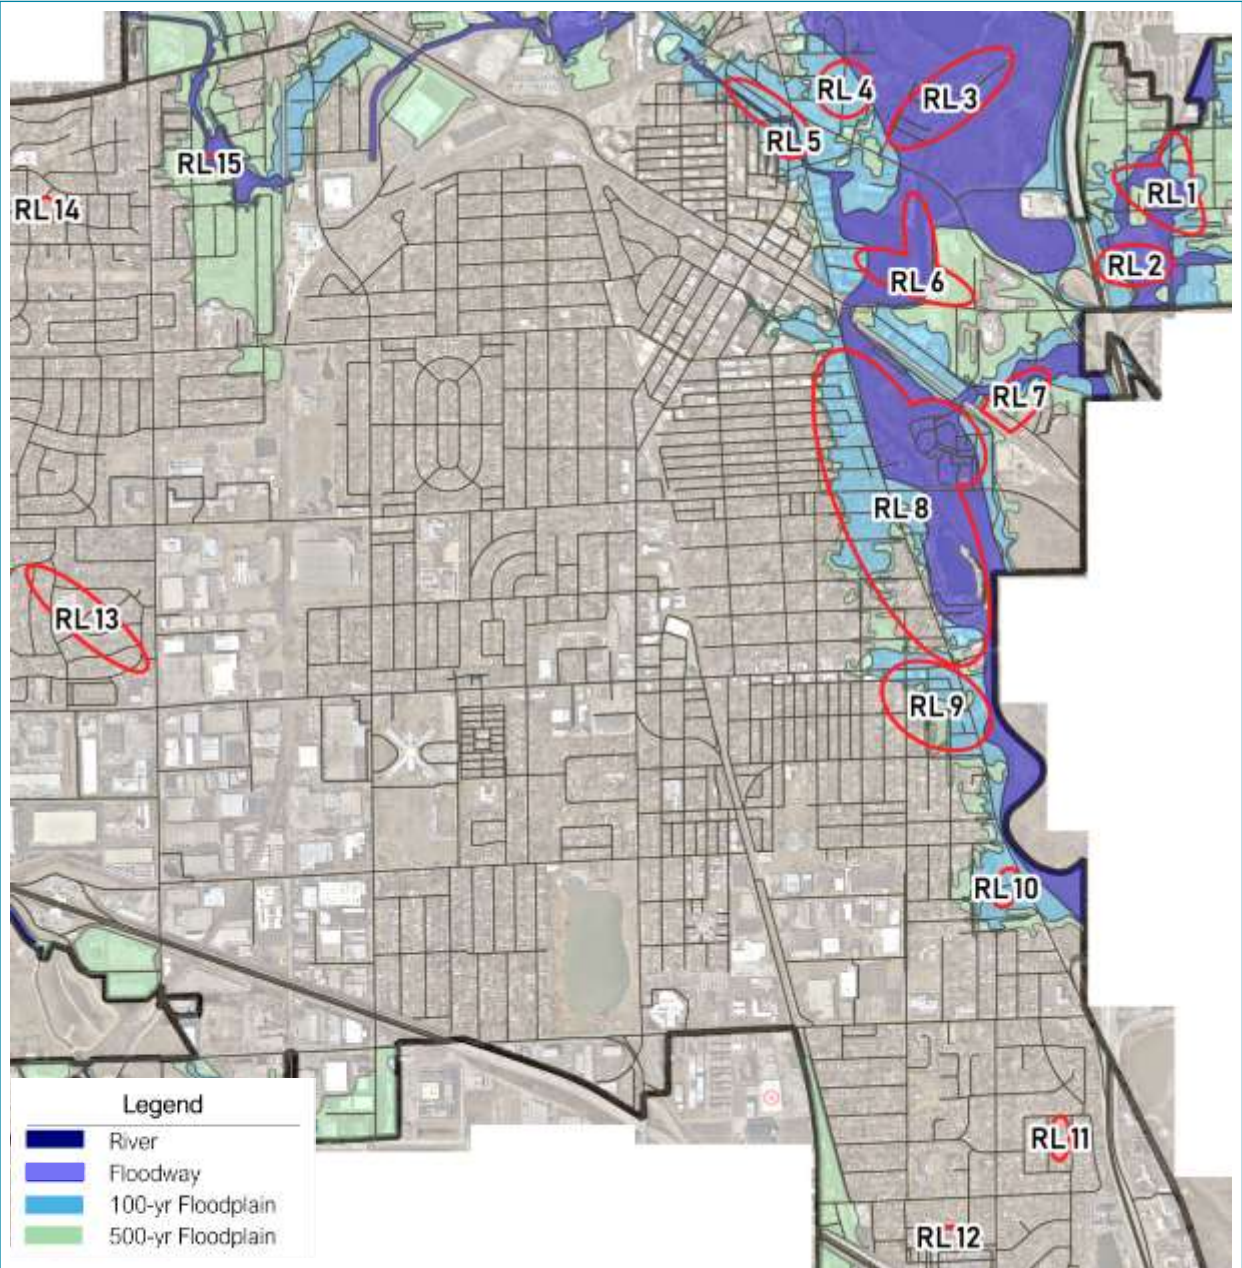 RL 4
RL 3
RL 5
RL 15
RL 1
RL 14
RL 2
RL 6
RL 7
RL 8
RL 13
RL 9
RL 10
Legend
River
Floodway
100-yr Floodplain
500-yr Floodplain
RL 11
RL 12